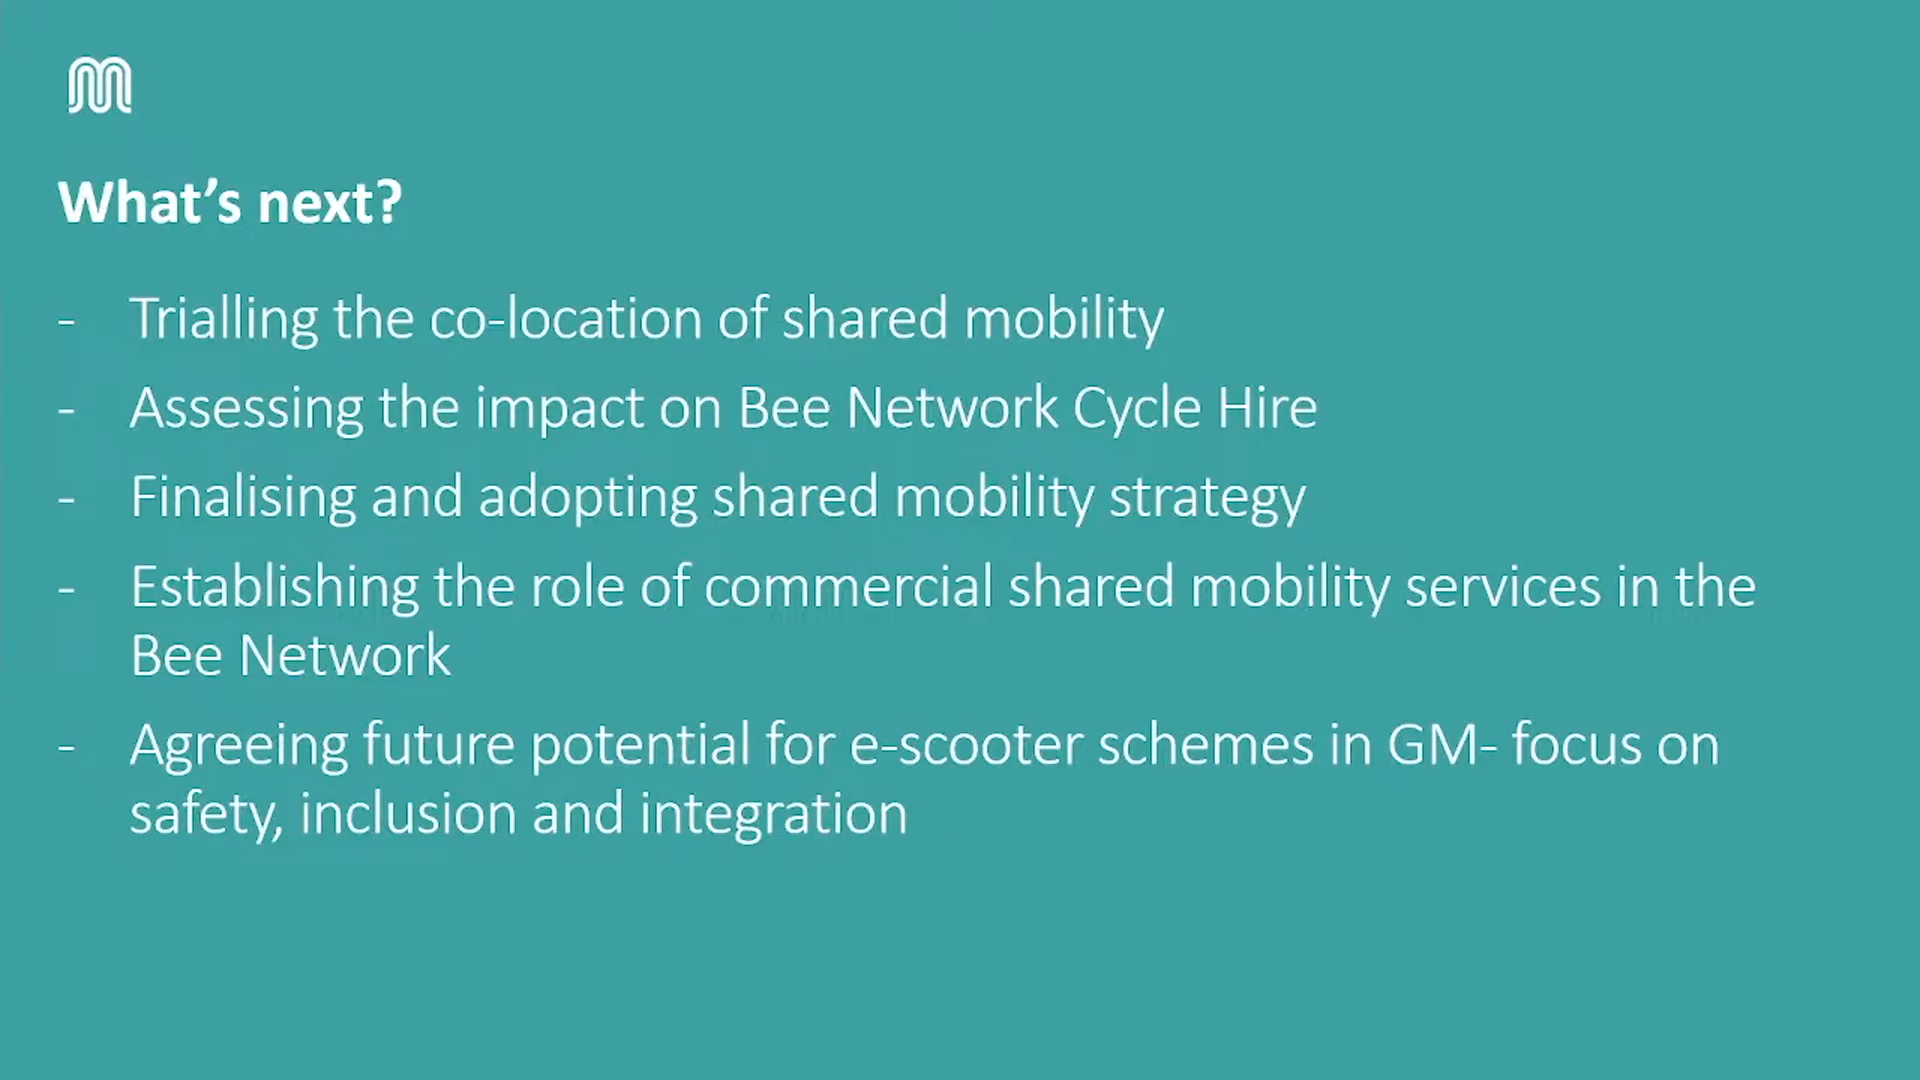 What's next?
- Trialling the co-location of shared mobility
- Assessing the impact on Bee Network Cycle Hire
- Finalising and adopting shared mobility strategy
- Establishing the role of commercial shared mobility services in the
Bee Network
- Agreeing future potential for e-scooter schemes in GM- focus on
safety, inclusion and integration